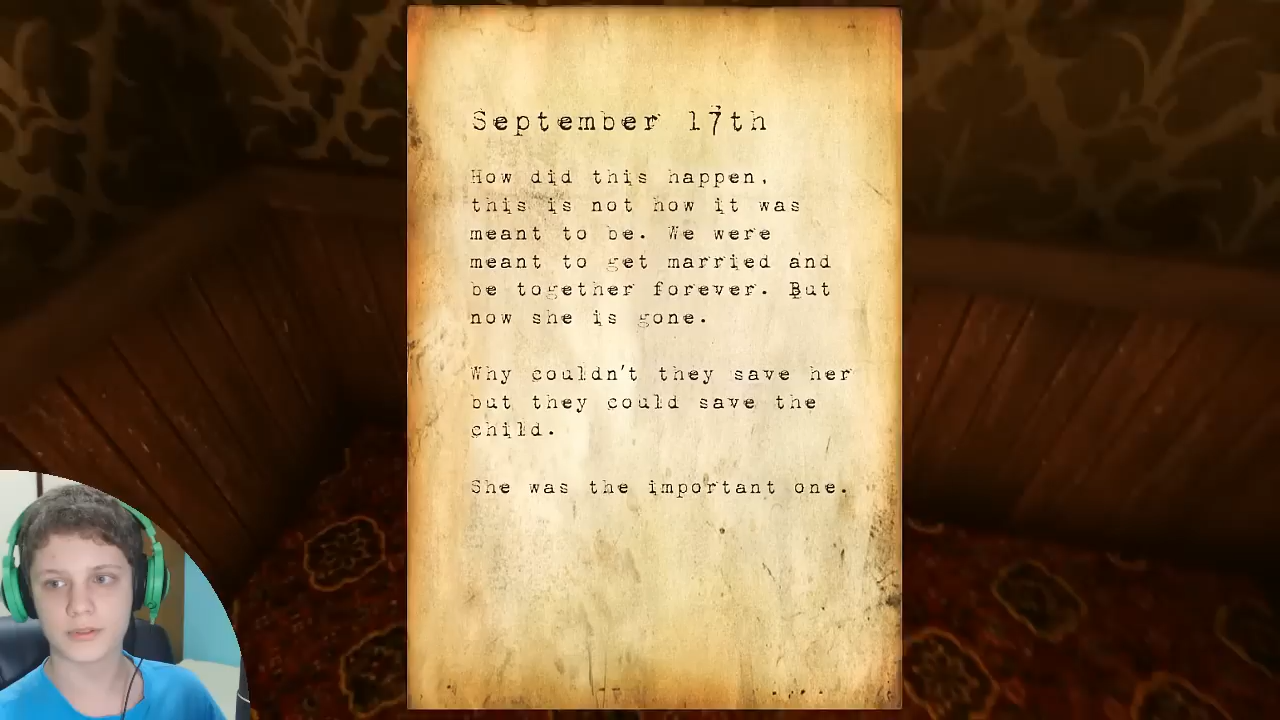 September 17th
How did this happen,
this is not how it was
meant to be. We were
meant to get married and
be together forever. But
now she is gone.
Why couldn't they save her
but they could save the
child.
She was the important one.